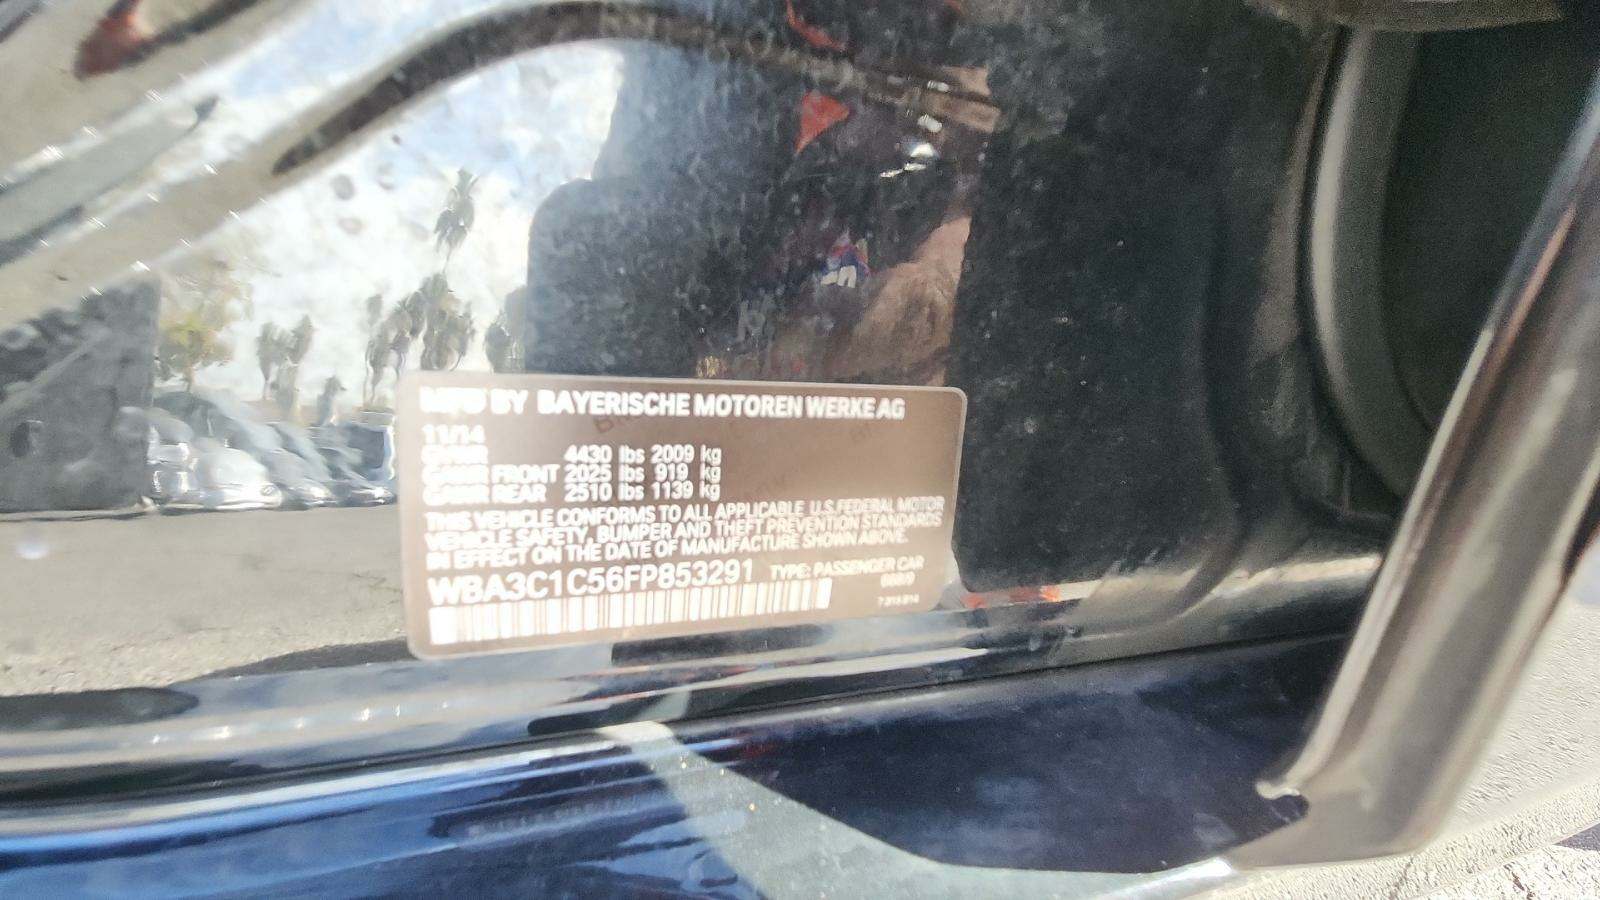 MFD BY BAYERISCHE MOTOREN WERKE AG
11/14
GVWR 4430 lbs 2009 kg
GAWR FRONT 2025 lbs 919 kg
GAWR REAR 2510 lbs 1139 kg
THIS VEHICLE CONFORMS TO ALL APPLICABLE U.S. FEDERAL MOTOR
VEHICLE SAFETY, BUMPER AND THEFT PREVENTION STANDARDS
IN EFFECT ON THE DATE OF MANUFACTURE SHOWN ABOVE.
WBA3C1C56FP853291 TYPE: PASSENGER CAR